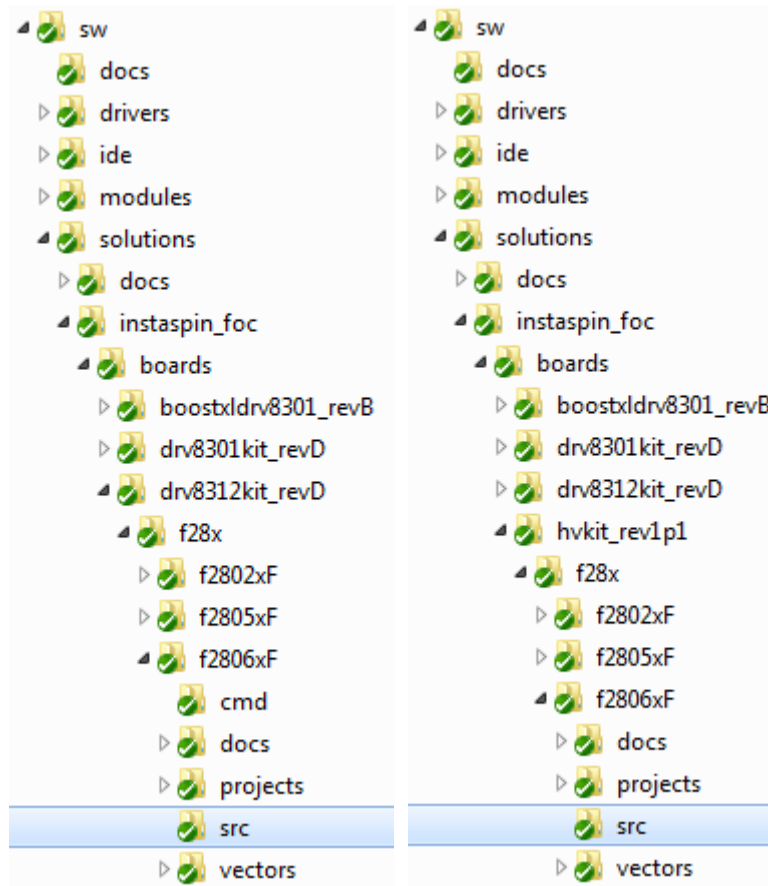 sw
docs
drivers
ide
modules
solutions
docs
instaspin_foc
boards
boostxldrv8301_revB
drv8301kit_revD
drv8312kit_revD
f28x
f2802xF
f2805xF
f2806xF
cmd
docs
projects
src
vectors
sw
docs
drivers
ide
modules
solutions
docs
instaspin_foc
boards
boostxldrv8301_revB
drv8301kit_revD
drv8312kit_revD
hvkit_rev1p1
f28x
f2802xF
f2805xF
f2806xF
docs
projects
src
vectors